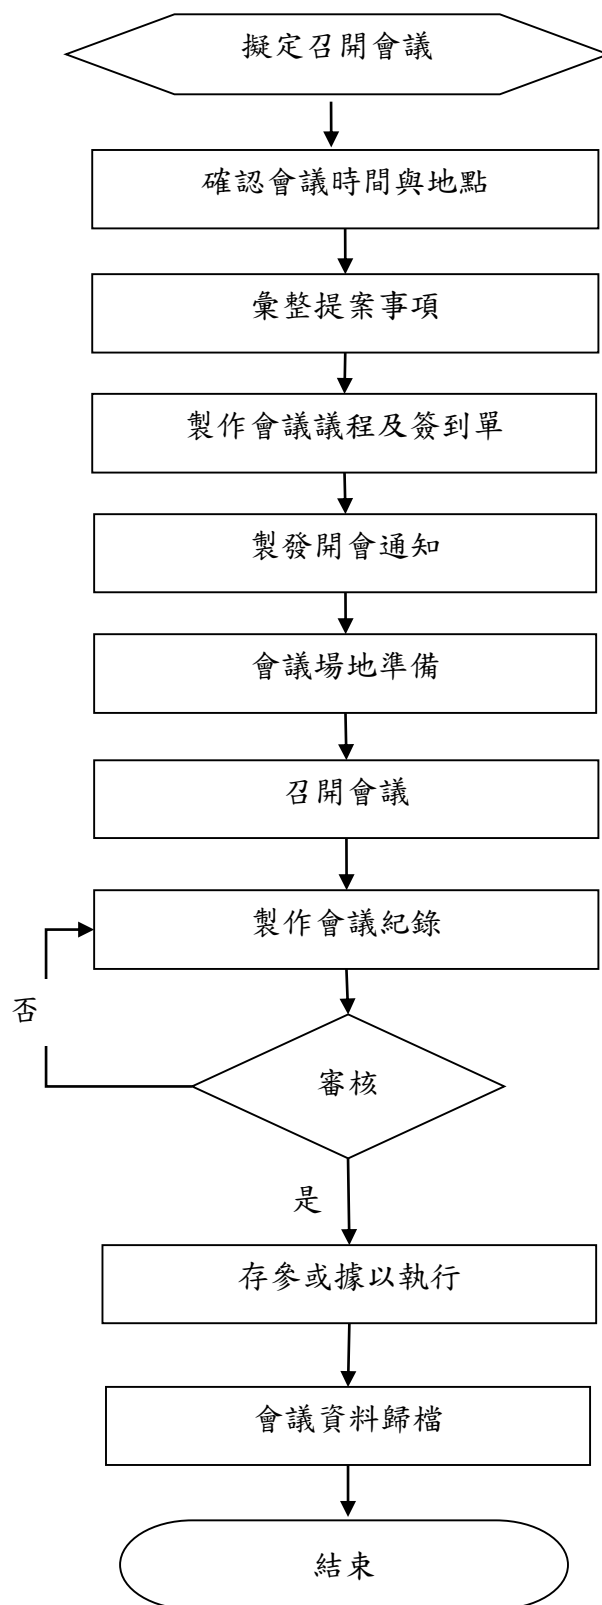 擬定召開會議
確認會議時間與地點
彙整提案事項
製作會議議程及簽到單
製發開會通知
會議場地準備
召開會議
製作會議紀錄
否
審核
是
存參或據以執行
會議資料歸檔
結束